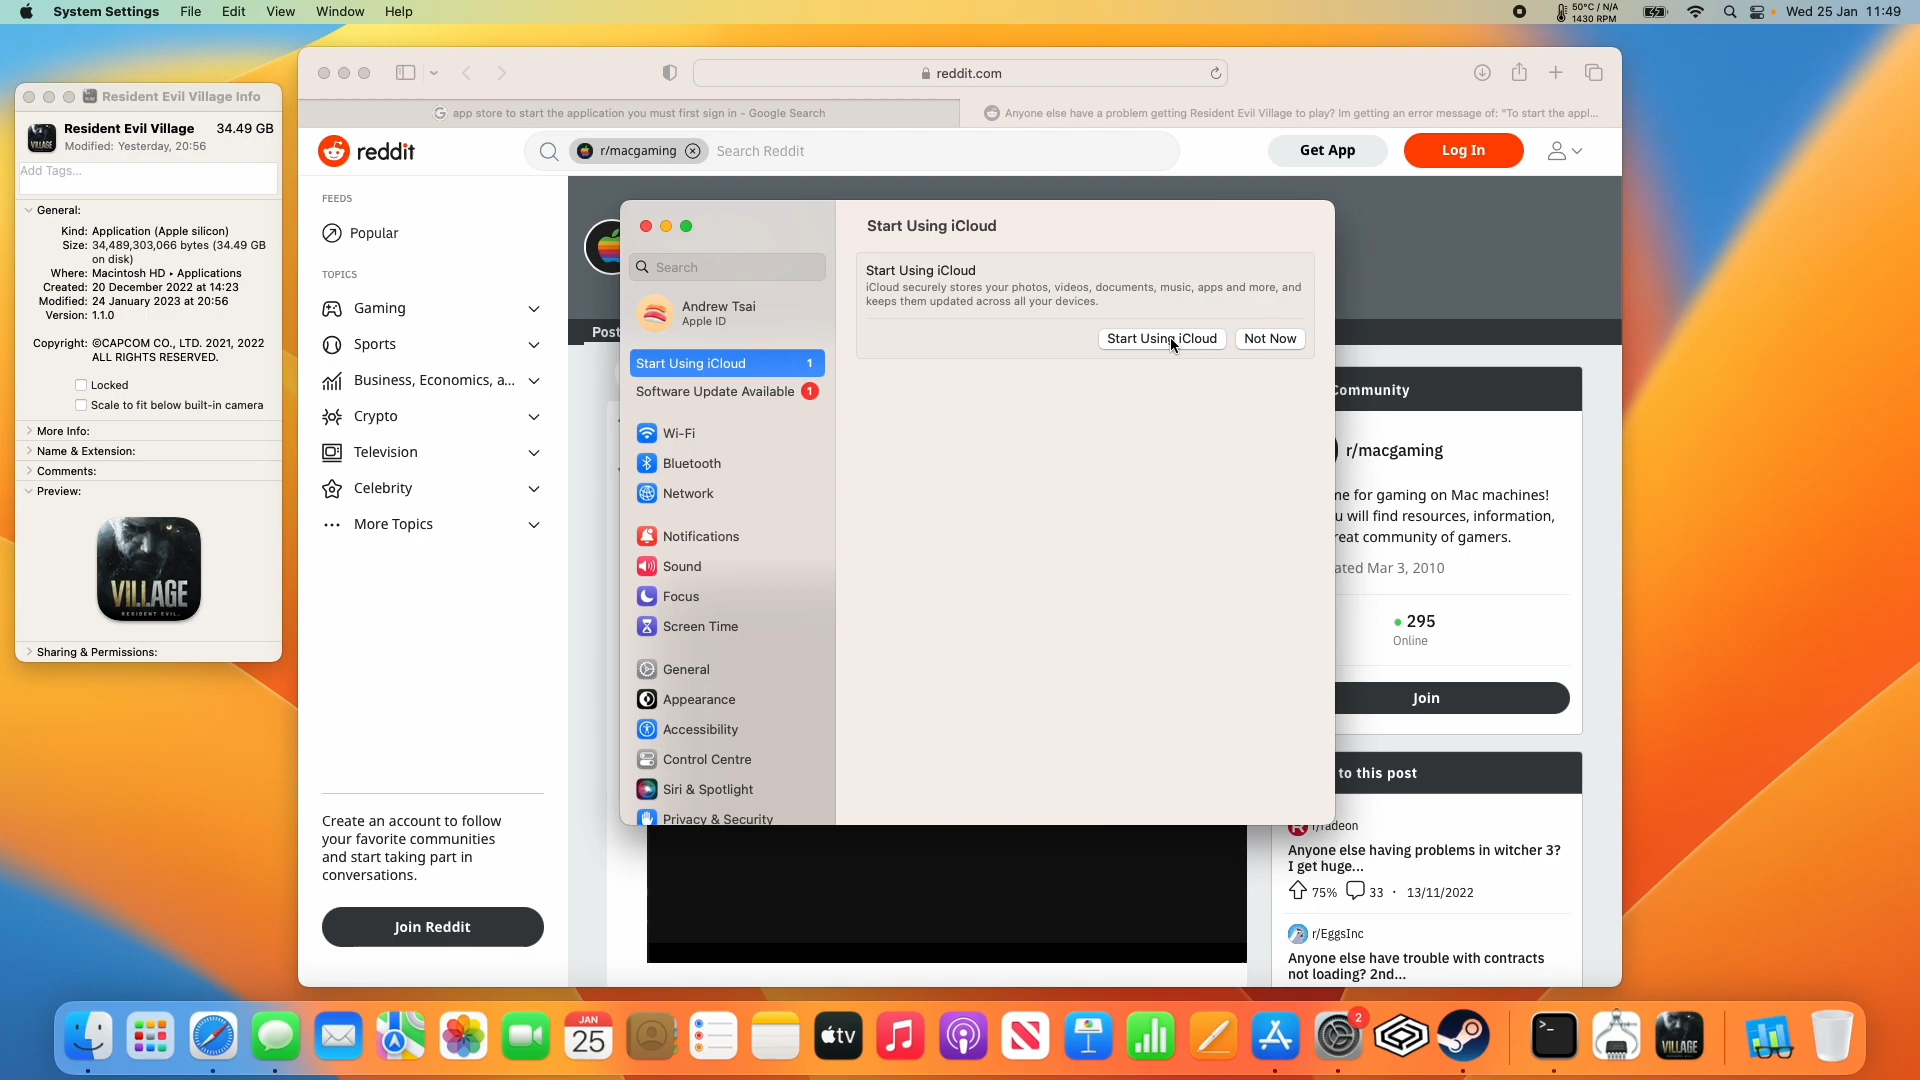 System Settings File Edit View Window Help
50°C / N/A
1430 RPM
Wed 25 Jan 11:49
Resident Evil Village Info
Resident Evil Village 34.49 GB
Modified: Yesterday, 20:56
Add Tags...
General:
Kind: Application (Apple silicon)
Size: 34,489,303,066 bytes (34.49 GB
on disk)
Where: Macintosh HD ▸ Applications
Created: 20 December 2022 at 14:23
Modified: 24 January 2023 at 20:56
Version: 1.1.0
Copyright: ©CAPCOM CO., LTD. 2021, 2022
ALL RIGHTS RESERVED.
Locked
Scale to fit below built-in camera
More Info:
Name & Extension:
Comments:
Preview:
VILLAGE
RESIDENT EVIL
Sharing & Permissions:
reddit.com
app store to start the application you must first sign in - Google Search
Anyone else have a problem getting Resident Evil Village to play? Im getting an error message of: "To start the appl...
reddit
r/macgaming
Search Reddit
Get App
Log In
FEEDS
Popular
TOPICS
Gaming
Sports
Business, Economics, a...
Crypto
Television
Celebrity
More Topics
Create an account to follow
your favorite communities
and start taking part in
conversations.
Join Reddit
Post
Search
Andrew Tsai
Apple ID
Start Using iCloud 1
Software Update Available 1
Wi-Fi
Bluetooth
Network
Notifications
Sound
Focus
Screen Time
General
Appearance
Accessibility
Control Centre
Siri & Spotlight
Privacy & Security
Start Using iCloud
Start Using iCloud
iCloud securely stores your photos, videos, documents, music, apps and more, and
keeps them updated across all your devices.
Start Using iCloud
Not Now
Community
r/macgaming
me for gaming on Mac machines!
u will find resources, information,
reat community of gamers.
ated Mar 3, 2010
295
Online
Join
to this post
r/radeon
Anyone else having problems in witcher 3?
I get huge...
75% 33 · 13/11/2022
r/EggsInc
Anyone else have trouble with contracts
not loading? 2nd...
JAN
25
tv
2
VILLAGE